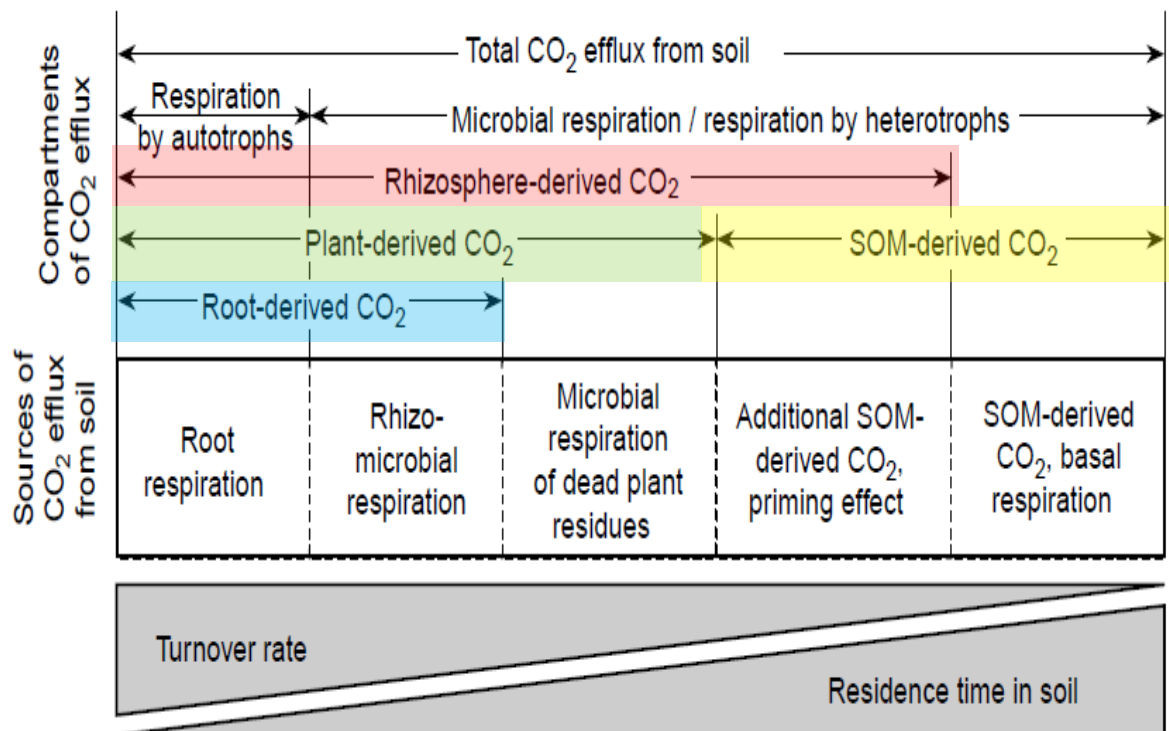 Compartments
of CO₂ efflux
Total CO₂ efflux from soil
Respiration
by autotrophs
Microbial respiration / respiration by heterotrophs
Rhizosphere-derived CO₂
Plant-derived CO₂
SOM-derived CO₂
Root-derived CO₂
Sources of
CO₂ efflux
from soil
Root
respiration
Rhizo-
microbial
respiration
Microbial
respiration
of dead plant
residues
Additional SOM-
derived CO₂,
priming effect
SOM-derived
CO₂, basal
respiration
Turnover rate
Residence time in soil